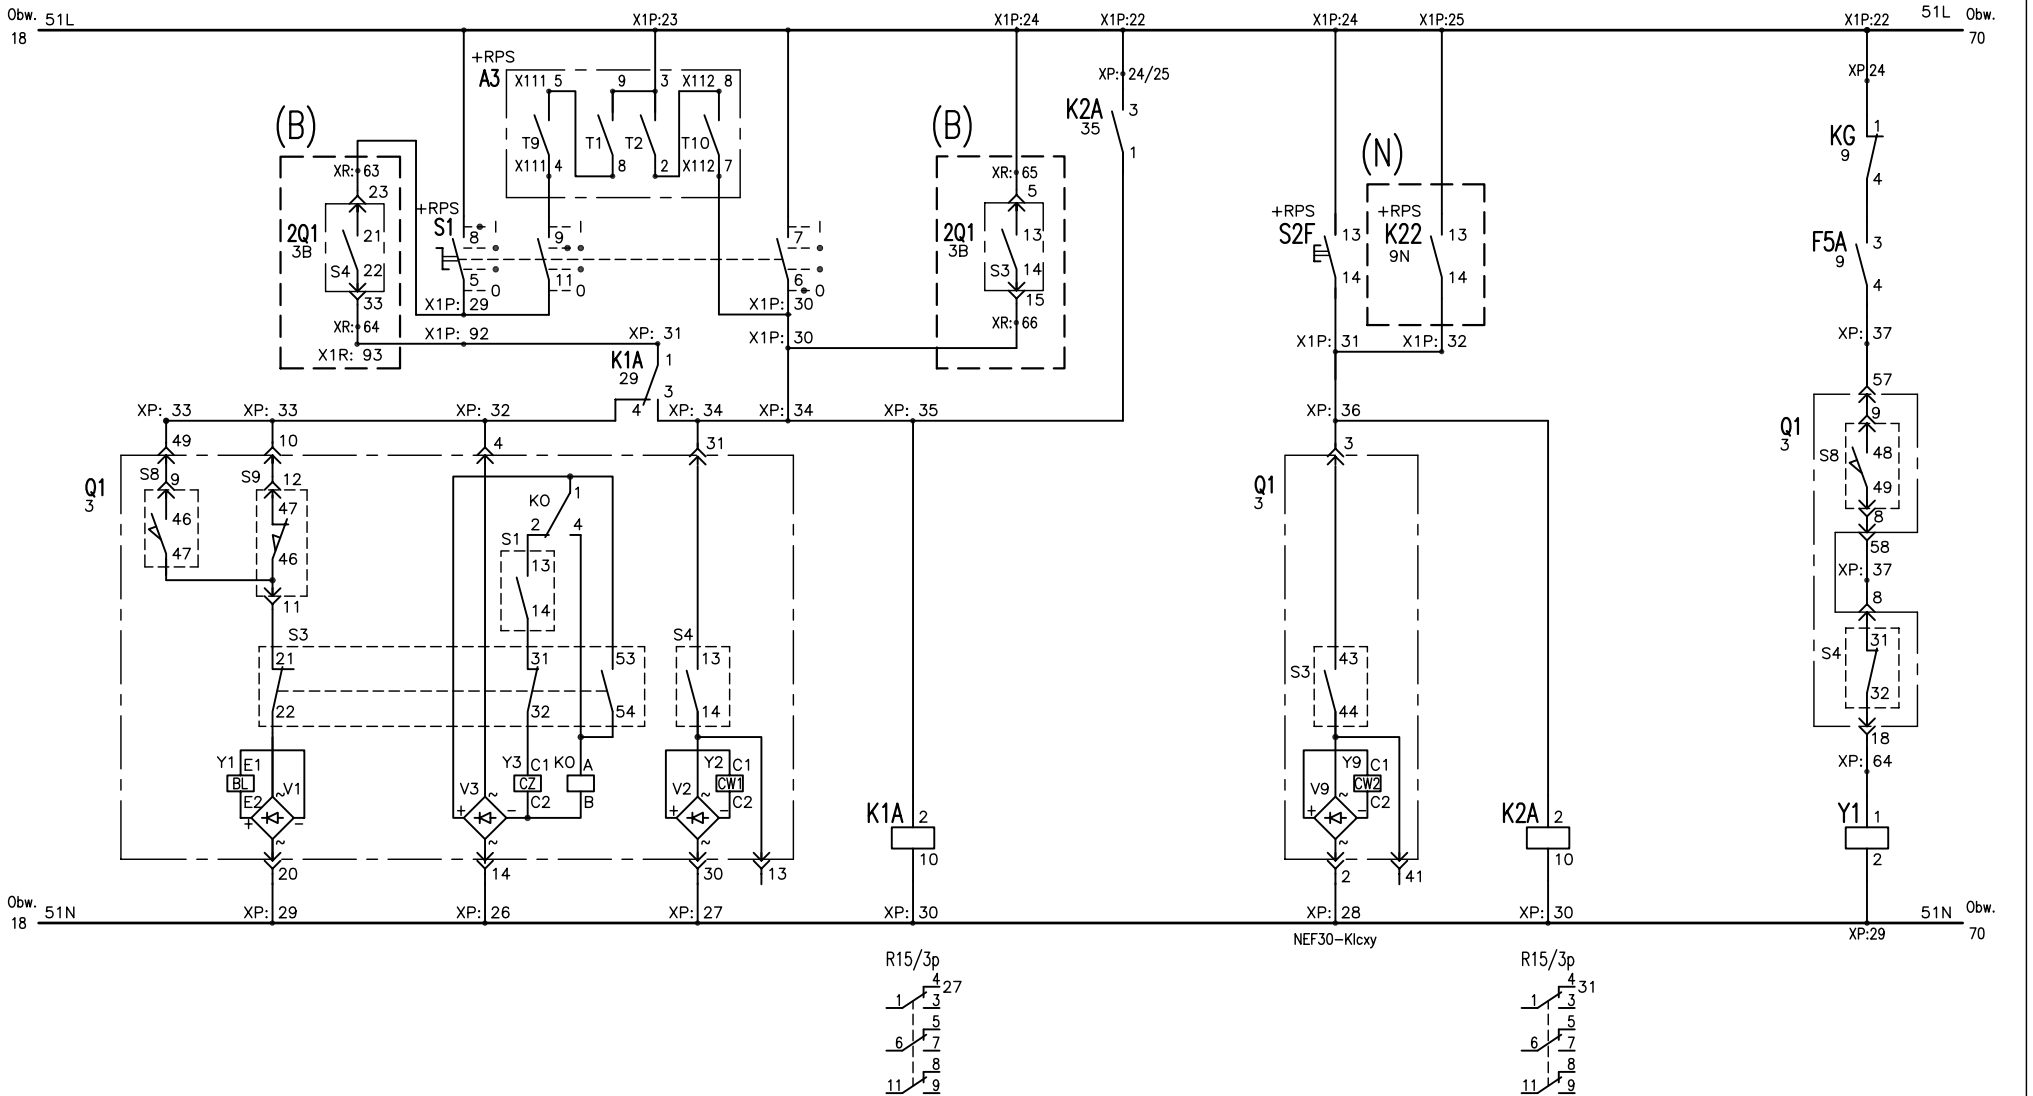 Obw. 51L X1P:23 X1P:24 X1P:22 X1P:24 X1P:25 X1P:22 51L Obw.
18 70
+RPS
A3 X111 5 9 3 X112 8
XP: 24/25
XP:24
(B) (B) K2A 3
35
T9 T1 T2 T10
1
(N)
KG 1
9
4
X111 4 8 2 X112 7
XR: 63 XR: 65
23 5
+RPS +RPS +RPS
S1 8 I 9 I 7 I
S2F 13 K22 13
9N
2Q1 21
3B
2Q1 13
3B
F5A 3
9
S4 22 5 0 11 0 6 0 S3 14 14 14 4
33 X1P: 29 X1P: 30 15
XR: 64 X1P: 92 XP: 31 X1P: 30 XR: 66 X1P: 31 X1P: 32 XP: 37
X1R: 93 K1A 1
29
3
4
57
XP: 33 XP: 33 XP: 32 XP: 34 XP: 34 XP: 35 XP: 36
49 10 4 31 3 9
Q1
3
S8 9 S9 12
Q1
3
Q1
3
S8 48
49
46 47 K0 1
2 4
8
47 46 S1 13
14
58
XP: 37
11 8
S3 S4
21 31 53 13 S3 43 S4 31
22 32 54 14 44 32
18
Y1 E1 Y3 C1 K0 A Y2 C1 Y9 C1 XP: 64
BL V1 V3 CZ V2 CW1 V9 CW2
E2 ~ ~ C2 B ~ C2 ~ C2
K1A 2 K2A 2 Y1 1
+ − + − + − + −
~ ~ ~ ~
10 10 2
20 14 30 13 2 41
Obw. 51N XP: 29 XP: 26 XP: 27 XP: 30 XP: 28 XP: 30 51N Obw.
18 XP:29 70
NEF30-KIcxy
R15/3p R15/3p
4 27 4 31
1 3 1 3
5 5
6 7 6 7
8 8
11 9 11 9